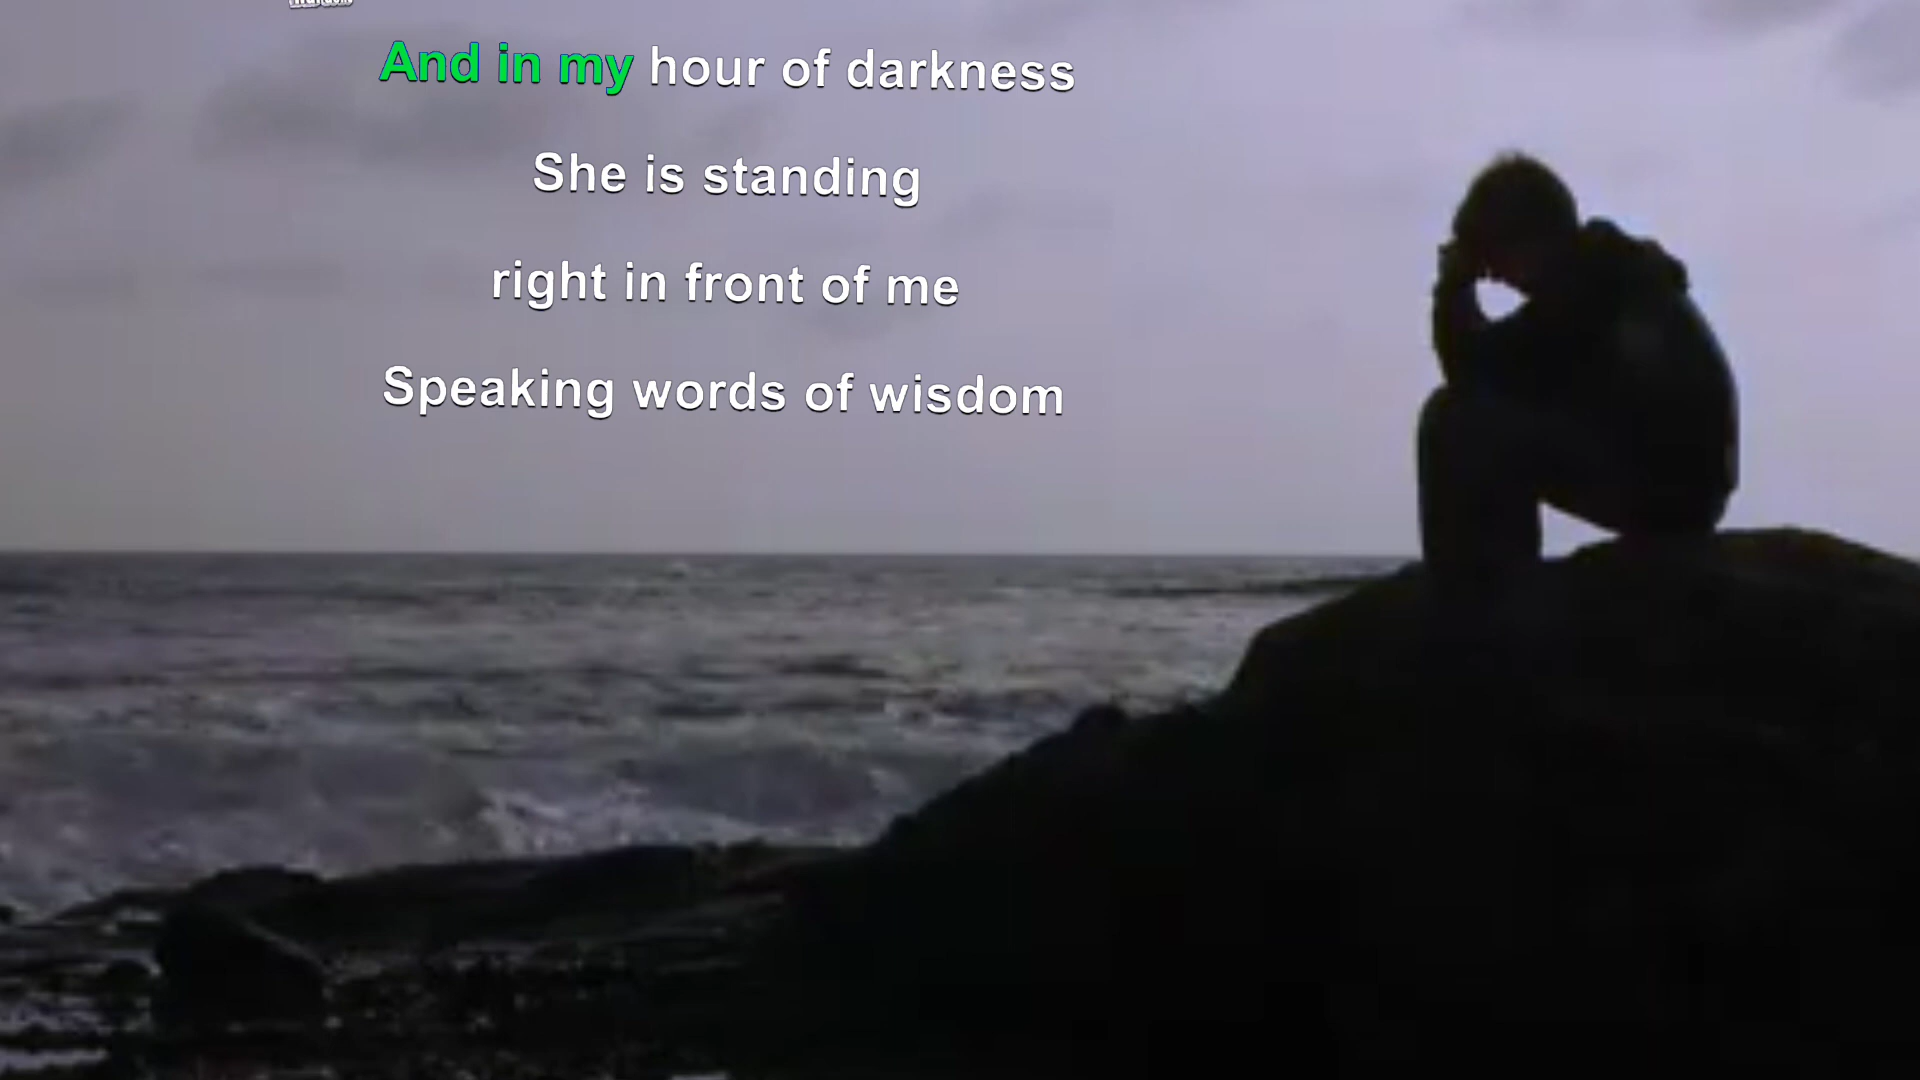 And in my hour of darkness
She is standing
right in front of me
Speaking words of wisdom